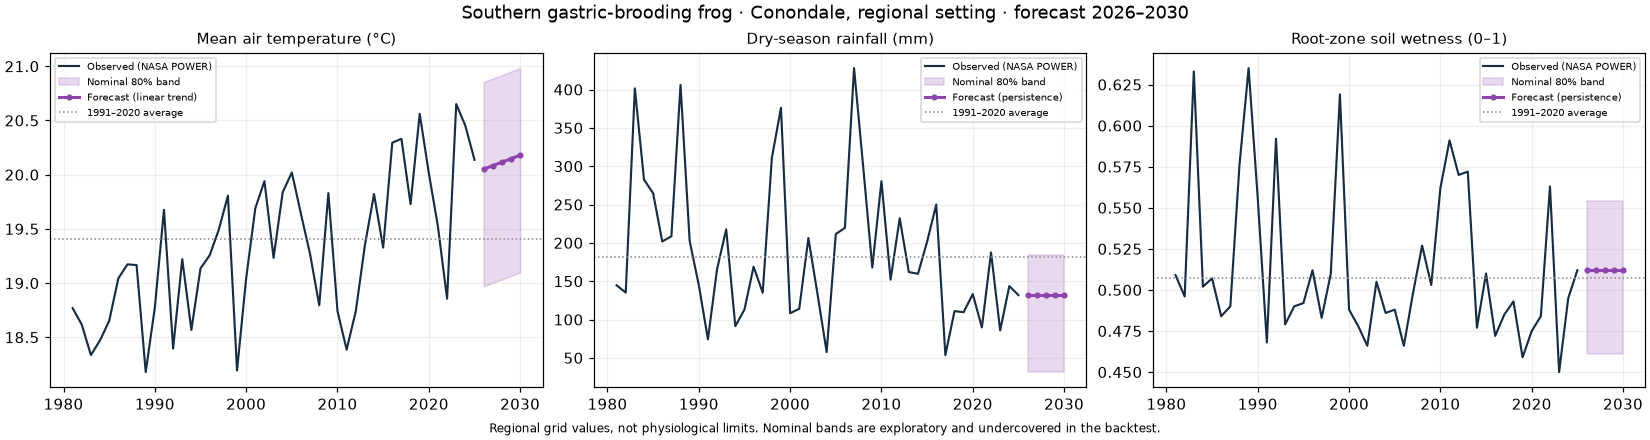 Southern gastric-brooding frog · Conondale, regional setting · forecast 2026–2030
Mean air temperature (°C)
Observed (NASA POWER)
Nominal 80% band
Forecast (linear trend)
1991–2020 average
21.0
20.5
20.0
19.5
19.0
18.5
1980 1990 2000 2010 2020 2030
Dry-season rainfall (mm)
Observed (NASA POWER)
Nominal 80% band
Forecast (persistence)
1991–2020 average
400
350
300
250
200
150
100
50
1980 1990 2000 2010 2020 2030
Root-zone soil wetness (0–1)
Observed (NASA POWER)
Nominal 80% band
Forecast (persistence)
1991–2020 average
0.625
0.600
0.575
0.550
0.525
0.500
0.475
0.450
1980 1990 2000 2010 2020 2030
Regional grid values, not physiological limits. Nominal bands are exploratory and undercovered in the backtest.